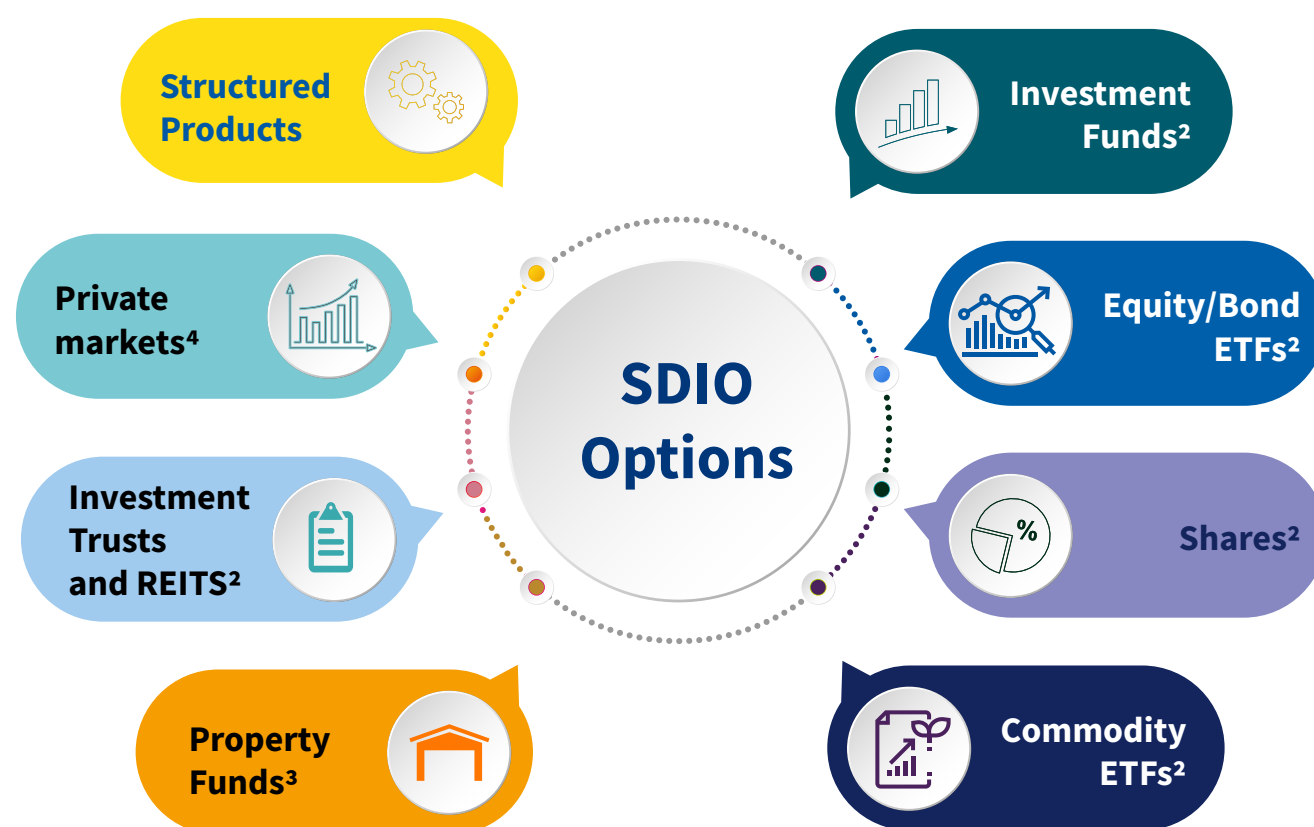 Structured
Products
Investment
Funds²
Private
markets⁴
Equity/Bond
ETFs²
SDIO
Options
Investment
Trusts
and REITS²
%
Shares²
Property
Funds³
Commodity
ETFs²